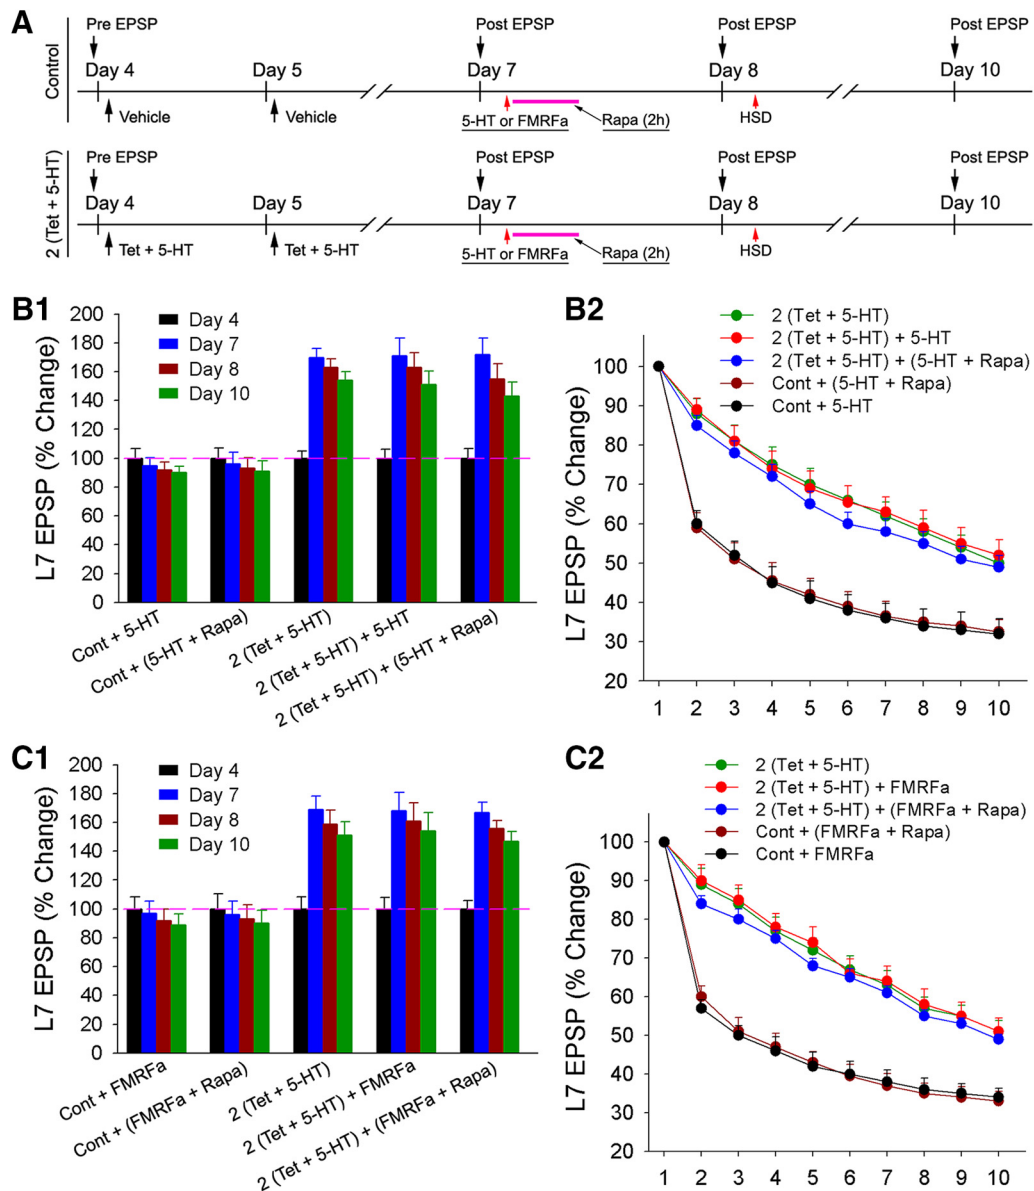 A
Control
Pre EPSP
Post EPSP
Post EPSP
Post EPSP
Day 4
Day 5
Day 7
Day 8
Day 10
Vehicle
Vehicle
5-HT or FMRFa
Rapa (2h)
HSD
2 (Tet + 5-HT)
Pre EPSP
Post EPSP
Post EPSP
Post EPSP
Day 4
Day 5
Day 7
Day 8
Day 10
Tet + 5-HT
Tet + 5-HT
5-HT or FMRFa
Rapa (2h)
HSD
B1
L7 EPSP (% Change)
200
180
160
140
120
100
80
60
40
20
0
Day 4
Day 7
Day 8
Day 10
Cont + 5-HT
Cont + (5-HT + Rapa)
2 (Tet + 5-HT)
2 (Tet + 5-HT) + 5-HT
2 (Tet + 5-HT) + (5-HT + Rapa)
B2
2 (Tet + 5-HT)
2 (Tet + 5-HT) + 5-HT
2 (Tet + 5-HT) + (5-HT + Rapa)
Cont + (5-HT + Rapa)
Cont + 5-HT
L7 EPSP (% Change)
100
90
80
70
60
50
40
30
20
1 2 3 4 5 6 7 8 9 10
C1
L7 EPSP (% Change)
200
180
160
140
120
100
80
60
40
20
0
Day 4
Day 7
Day 8
Day 10
Cont + FMRFa
Cont + (FMRFa + Rapa)
2 (Tet + 5-HT)
2 (Tet + 5-HT) + FMRFa
2 (Tet + 5-HT) + (FMRFa + Rapa)
C2
2 (Tet + 5-HT)
2 (Tet + 5-HT) + FMRFa
2 (Tet + 5-HT) + (FMRFa + Rapa)
Cont + (FMRFa + Rapa)
Cont + FMRFa
L7 EPSP (% Change)
100
90
80
70
60
50
40
30
20
1 2 3 4 5 6 7 8 9 10